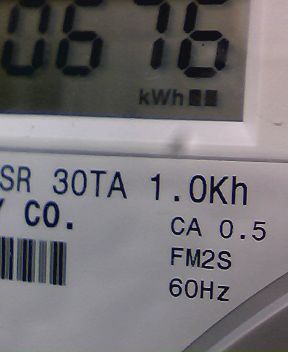 0676
kWh
SR 30TA 1.0Kh
Y CO.
CA 0.5
FM2S
60Hz